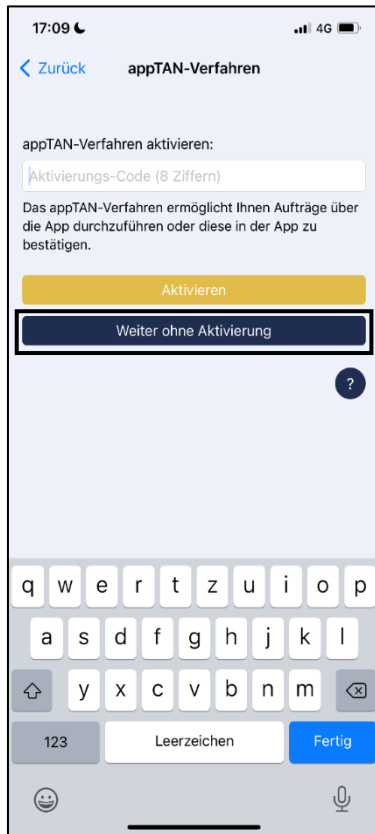 17:09 4G
Zurück appTAN-Verfahren
appTAN-Verfahren aktivieren:
Aktivierungs-Code (8 Ziffern)
Das appTAN-Verfahren ermöglicht Ihnen Aufträge über
die App durchzuführen oder diese in der App zu
bestätigen.
Aktivieren
Weiter ohne Aktivierung
?
q w e r t z u i o p
a s d f g h j k l
y x c v b n m
123 Leerzeichen Fertig